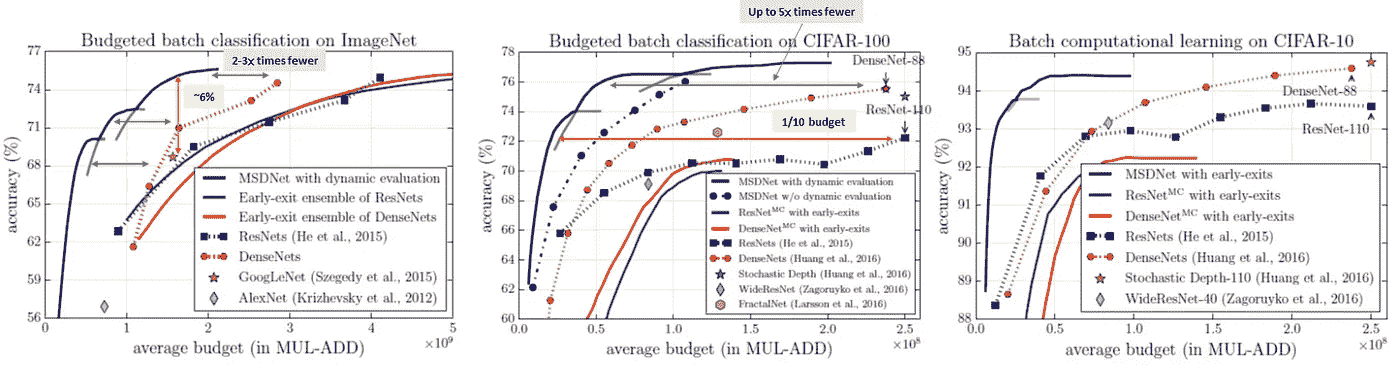 Budgeted batch classification on ImageNet
2-3x times fewer
~6%
77
74
71
68
65
62
59
56
accuracy (%)
MSDNet with dynamic evaluation
Early-exit ensemble of ResNets
Early-exit ensemble of DenseNets
ResNets (He et al., 2015)
DenseNets
GoogLeNet (Szegedy et al., 2015)
AlexNet (Krizhevsky et al., 2012)
0 1 2 3 4 5
×10⁹
average budget (in MUL-ADD)
Up to 5x times fewer
Budgeted batch classification on CIFAR-100
DenseNet-88
ResNet-110
1/10 budget
78
76
74
72
70
68
66
64
62
60
accuracy (%)
MSDNet with dynamic evaluation
MSDNet w/o dynamic evaluation
ResNetᴹᶜ with early-exits
DenseNetᴹᶜ with early-exits
ResNets (He et al., 2015)
DenseNets (Huang et al., 2016)
Stochastic Depth (Huang et al., 2016)
WideResNet (Zagoruyko et al., 2016)
FractalNet (Larsson et al., 2016)
0.0 0.5 1.0 1.5 2.0 2.5
×10⁸
average budget (in MUL-ADD)
Batch computational learning on CIFAR-10
DenseNet-88
ResNet-110
95
94
93
92
91
90
89
88
accuracy (%)
MSDNet with early-exits
ResNetᴹᶜ with early-exits
DenseNetᴹᶜ with early-exits
ResNets (He et al., 2015)
DenseNets (Huang et al., 2016)
Stochastic Depth-110 (Huang et al., 2016)
WideResNet-40 (Zagoruyko et al., 2016)
0.0 0.5 1.0 1.5 2.0 2.5
×10⁸
average budget (in MUL-ADD)